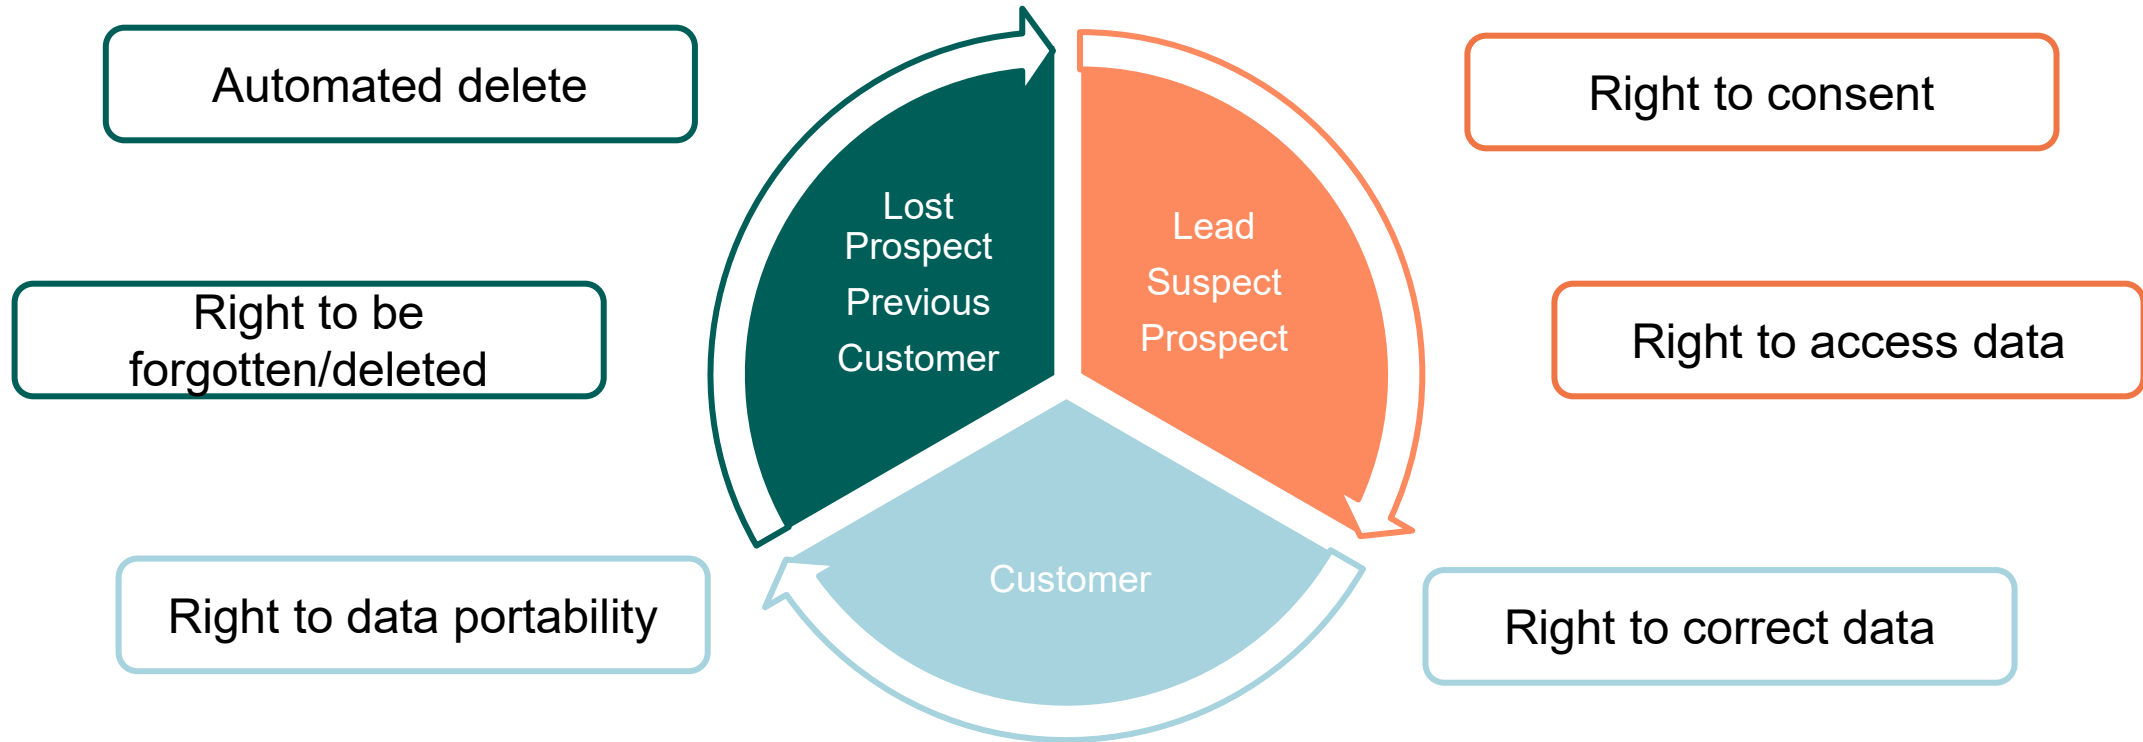 Automated delete
Right to consent
Lost
Prospect
Previous
Customer
Lead
Suspect
Prospect
Right to be
forgotten/deleted
Right to access data
Customer
Right to data portability
Right to correct data